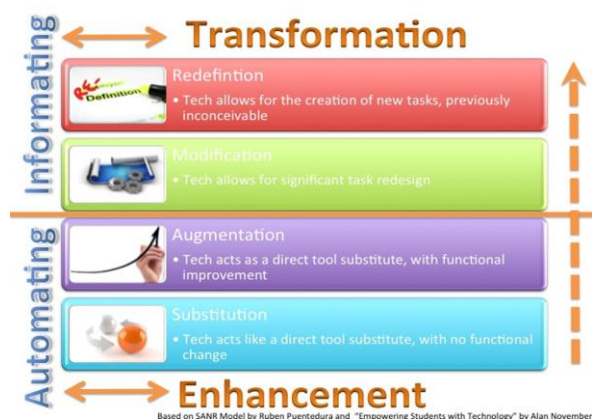 Transformation
Informating
RE:
Definition
Redefintion
• Tech allows for the creation of new tasks, previously
inconceivable
Modification
• Tech allows for significant task redesign
Automating
Augmentation
• Tech acts as a direct tool substitute, with functional
improvement
Substitution
• Tech acts like a direct tool substitute, with no functional
change
Enhancement
Based on SANR Model by Ruben Puentedura and "Empowering Students with Technology" by Alan November